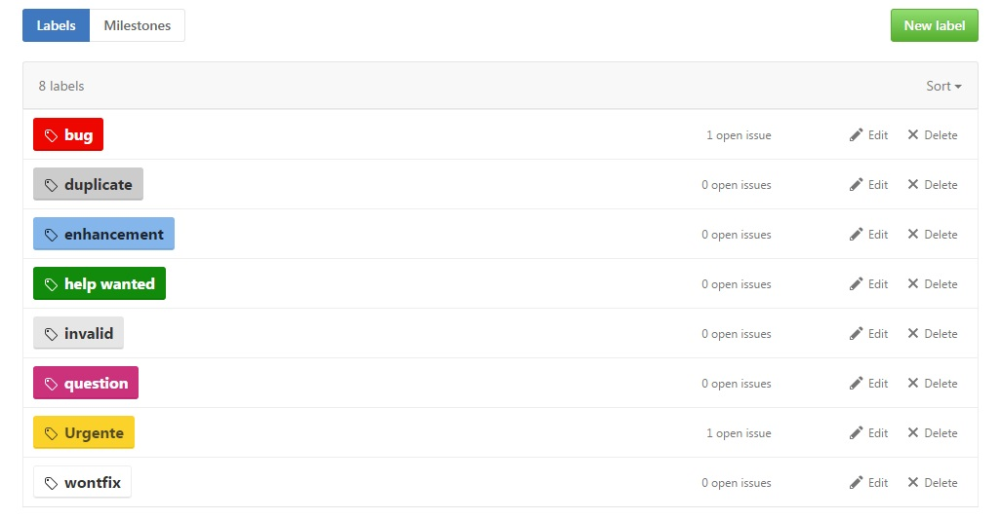 Labels Milestones New label
8 labels Sort
bug 1 open issue Edit Delete
duplicate 0 open issues Edit Delete
enhancement 0 open issues Edit Delete
help wanted 0 open issues Edit Delete
invalid 0 open issues Edit Delete
question 0 open issues Edit Delete
Urgente 1 open issue Edit Delete
wontfix 0 open issues Edit Delete